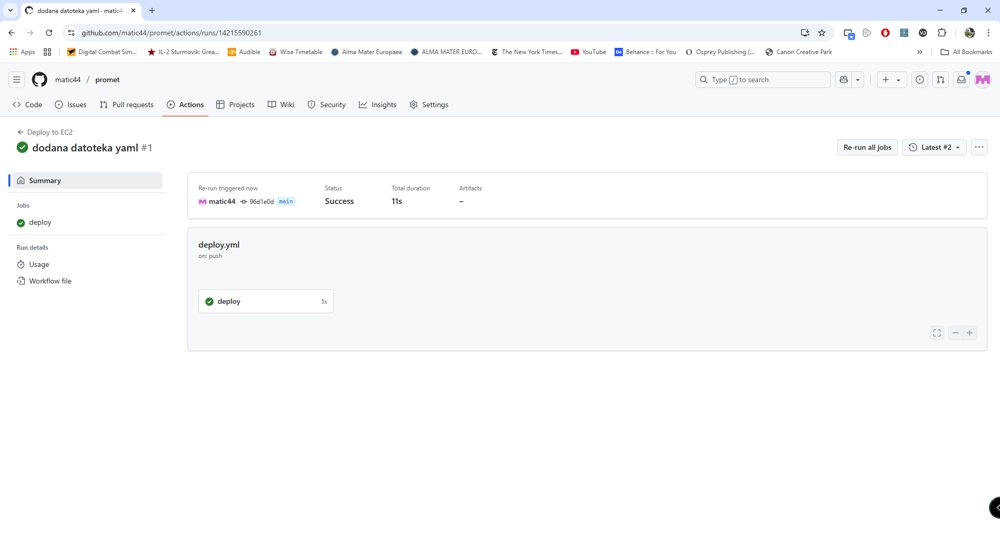 dodana datoteka yaml · matic44
github.com/matic44/promet/actions/runs/14215590261
Apps
Digital Combat Sim...
IL-2 Sturmovik: Grea...
Audible
Wise Timetable
Alma Mater Europaea
ALMA MATER EURO...
The New York Times...
YouTube
Behance :: For You
Osprey Publishing (...
Canon Creative Park
All Bookmarks
matic44 / promet
Type / to search
Code
Issues
Pull requests
Actions
Projects
Wiki
Security
Insights
Settings
Deploy to EC2
dodana datoteka yaml #1
Re-run all jobs
Latest #2
Summary
Jobs
deploy
Run details
Usage
Workflow file
Re-run triggered now
matic44 96d1e0d main
Status
Success
Total duration
11s
Artifacts
–
deploy.yml
on: push
deploy 5s